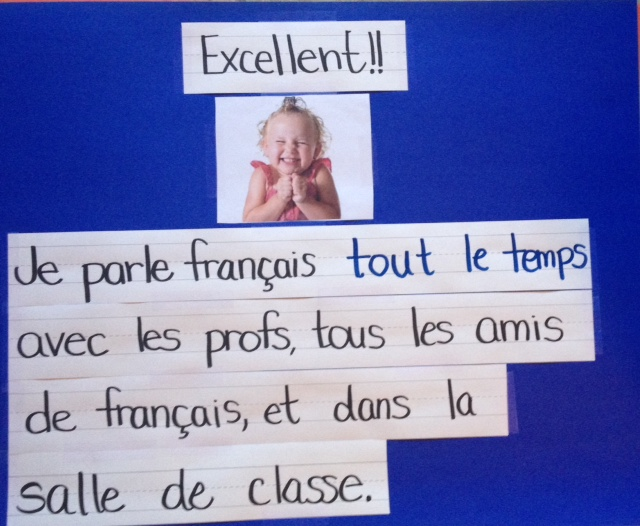 Excellent!!
Je parle français tout le temps
avec les profs, tous les amis
de français, et dans la
salle de classe.